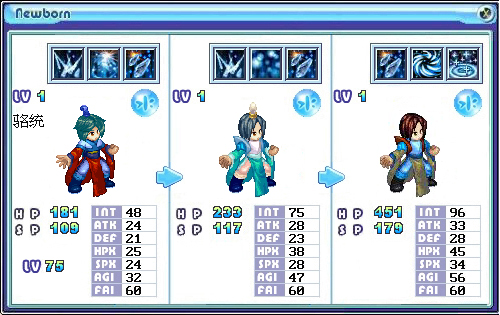 Newborn
LV 1
骆统
HP 181
SP 109
LV 75
INT 48
ATK 24
DEF 21
HPX 25
SPX 24
AGI 32
FAI 60
LV 1
HP 233
SP 117
INT 75
ATK 28
DEF 23
HPX 38
SPX 28
AGI 47
FAI 60
LV 1
HP 451
SP 179
INT 96
ATK 33
DEF 28
HPX 45
SPX 34
AGI 56
FAI 60